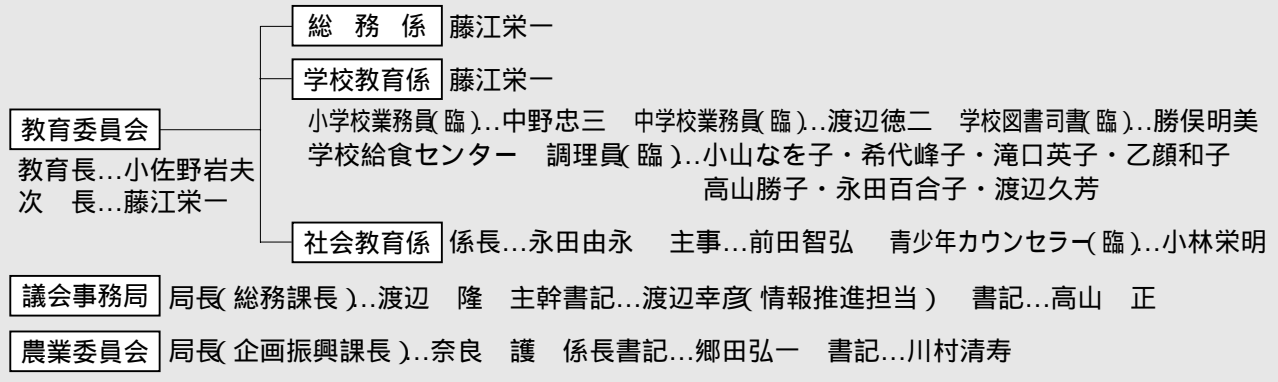 総　務　係　藤江栄一
学校教育係　藤江栄一
小学校業務員(臨)…中野忠三　中学校業務員(臨)…渡辺徳二　学校図書司書(臨)…勝俣明美
教育委員会
学校給食センター　調理員(臨)…小山なを子・希代峰子・滝口英子・乙顔和子
教育長…小佐野岩夫
高山勝子・永田百合子・渡辺久芳
次　長…藤江栄一
社会教育係　係長…永田由永　主事…前田智弘　青少年カウンセラー(臨)…小林栄明
議会事務局　局長(総務課長)…渡辺　隆　主幹書記…渡辺幸彦(情報推進担当)　書記…高山　正
農業委員会　局長(企画振興課長)…奈良　護　係長書記…郷田弘一　書記…川村清寿